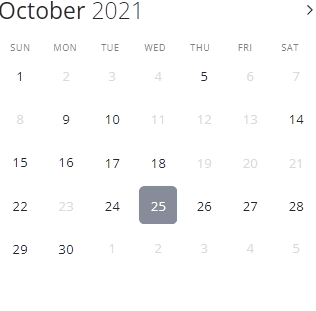 October 2021
SUN MON TUE WED THU FRI SAT
1 2 3 4 5 6 7
8 9 10 11 12 13 14
15 16 17 18 19 20 21
22 23 24 25 26 27 28
29 30 1 2 3 4 5